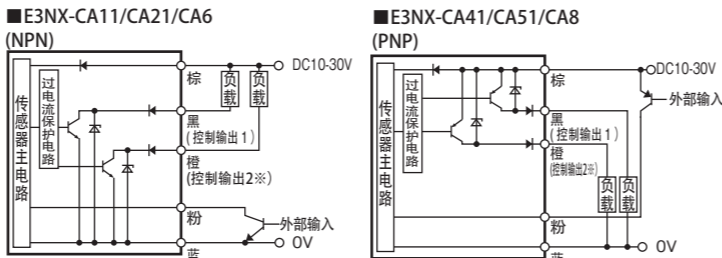 ■E3NX-CA11/CA21/CA6
(NPN)
传感器主电路
过电流保护电路
棕
负载
负载
DC10-30V
黑
(控制输出1)
橙
(控制输出2※)
粉
外部输入
0V
蓝
■E3NX-CA41/CA51/CA8
(PNP)
传感器主电路
过电流保护电路
棕
DC10-30V
外部输入
黑
(控制输出1)
橙
(控制输出2※)
负载
负载
粉
0V
蓝